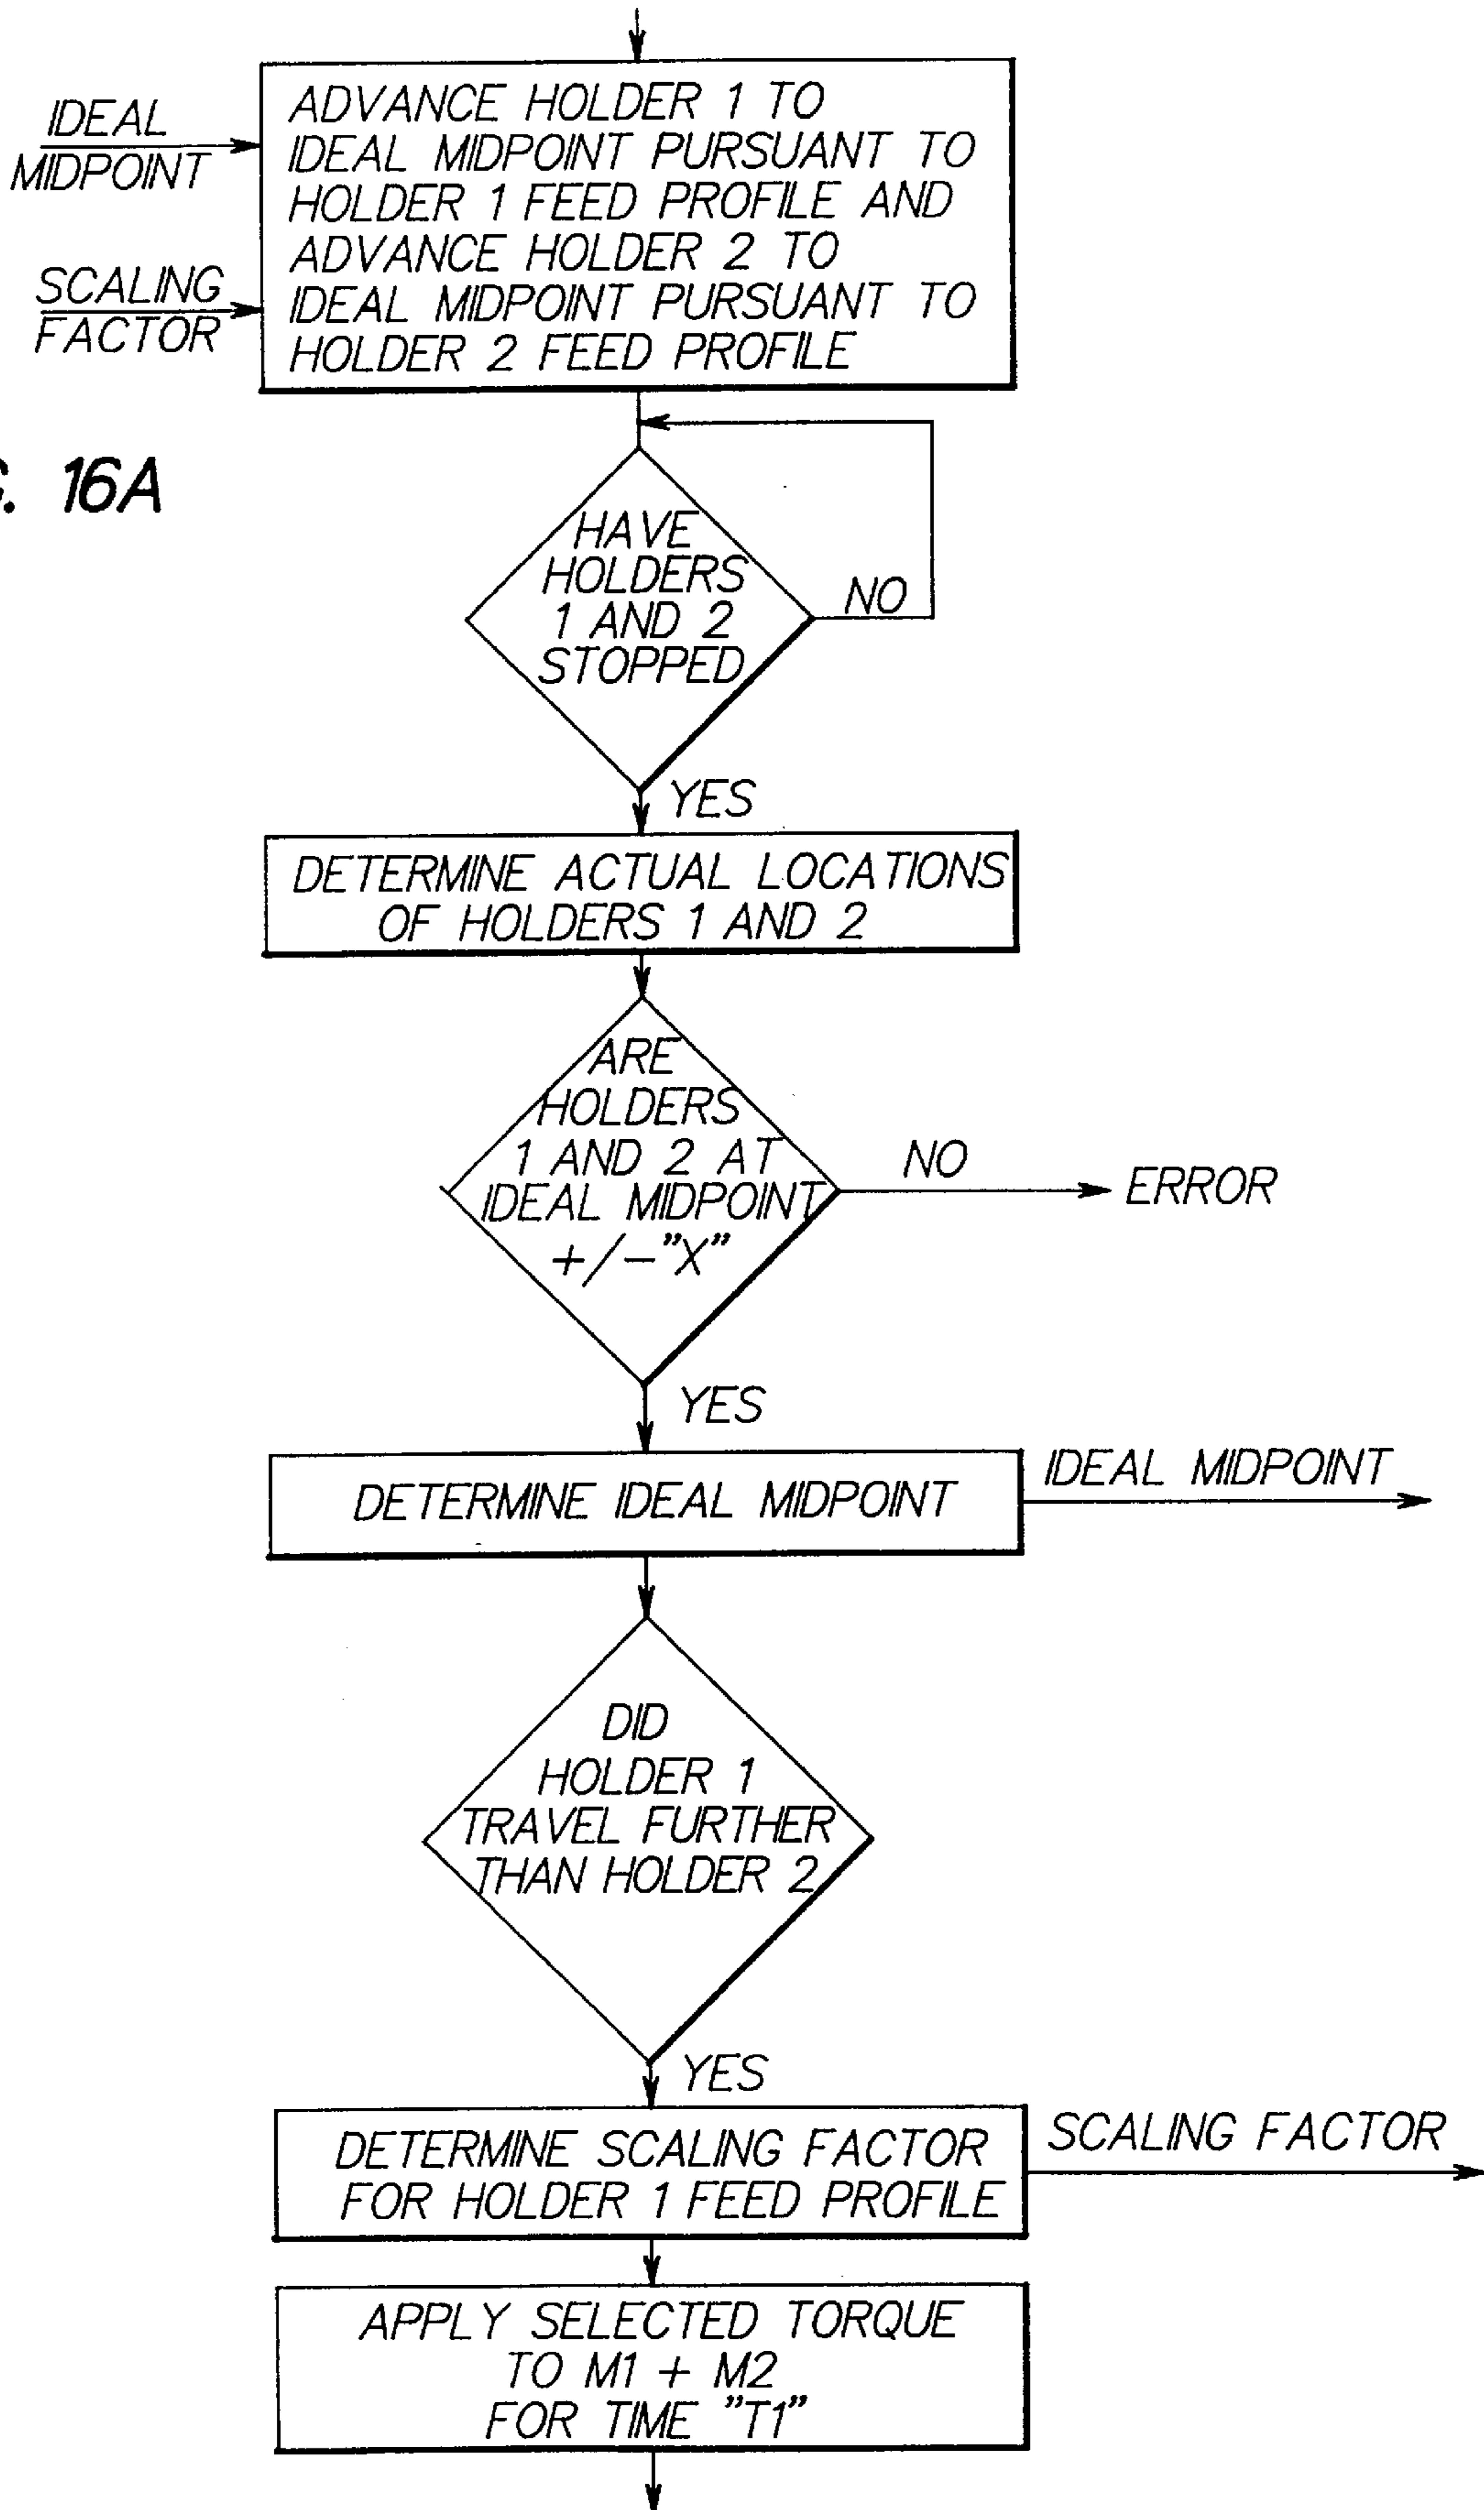 IDEAL
MIDPOINT
SCALING
FACTOR
ADVANCE HOLDER 1 TO
IDEAL MIDPOINT PURSUANT TO
HOLDER 1 FEED PROFILE AND
ADVANCE HOLDER 2 TO
IDEAL MIDPOINT PURSUANT TO
HOLDER 2 FEED PROFILE
G. 16A
HAVE
HOLDERS
1 AND 2
STOPPED
NO
YES
DETERMINE ACTUAL LOCATIONS
OF HOLDERS 1 AND 2
ARE
HOLDERS
1 AND 2 AT
IDEAL MIDPOINT
+/-"X"
NO
ERROR
YES
DETERMINE IDEAL MIDPOINT
IDEAL MIDPOINT
DID
HOLDER 1
TRAVEL FURTHER
THAN HOLDER 2
YES
DETERMINE SCALING FACTOR
FOR HOLDER 1 FEED PROFILE
SCALING FACTOR
APPLY SELECTED TORQUE
TO M1 + M2
FOR TIME "T1"